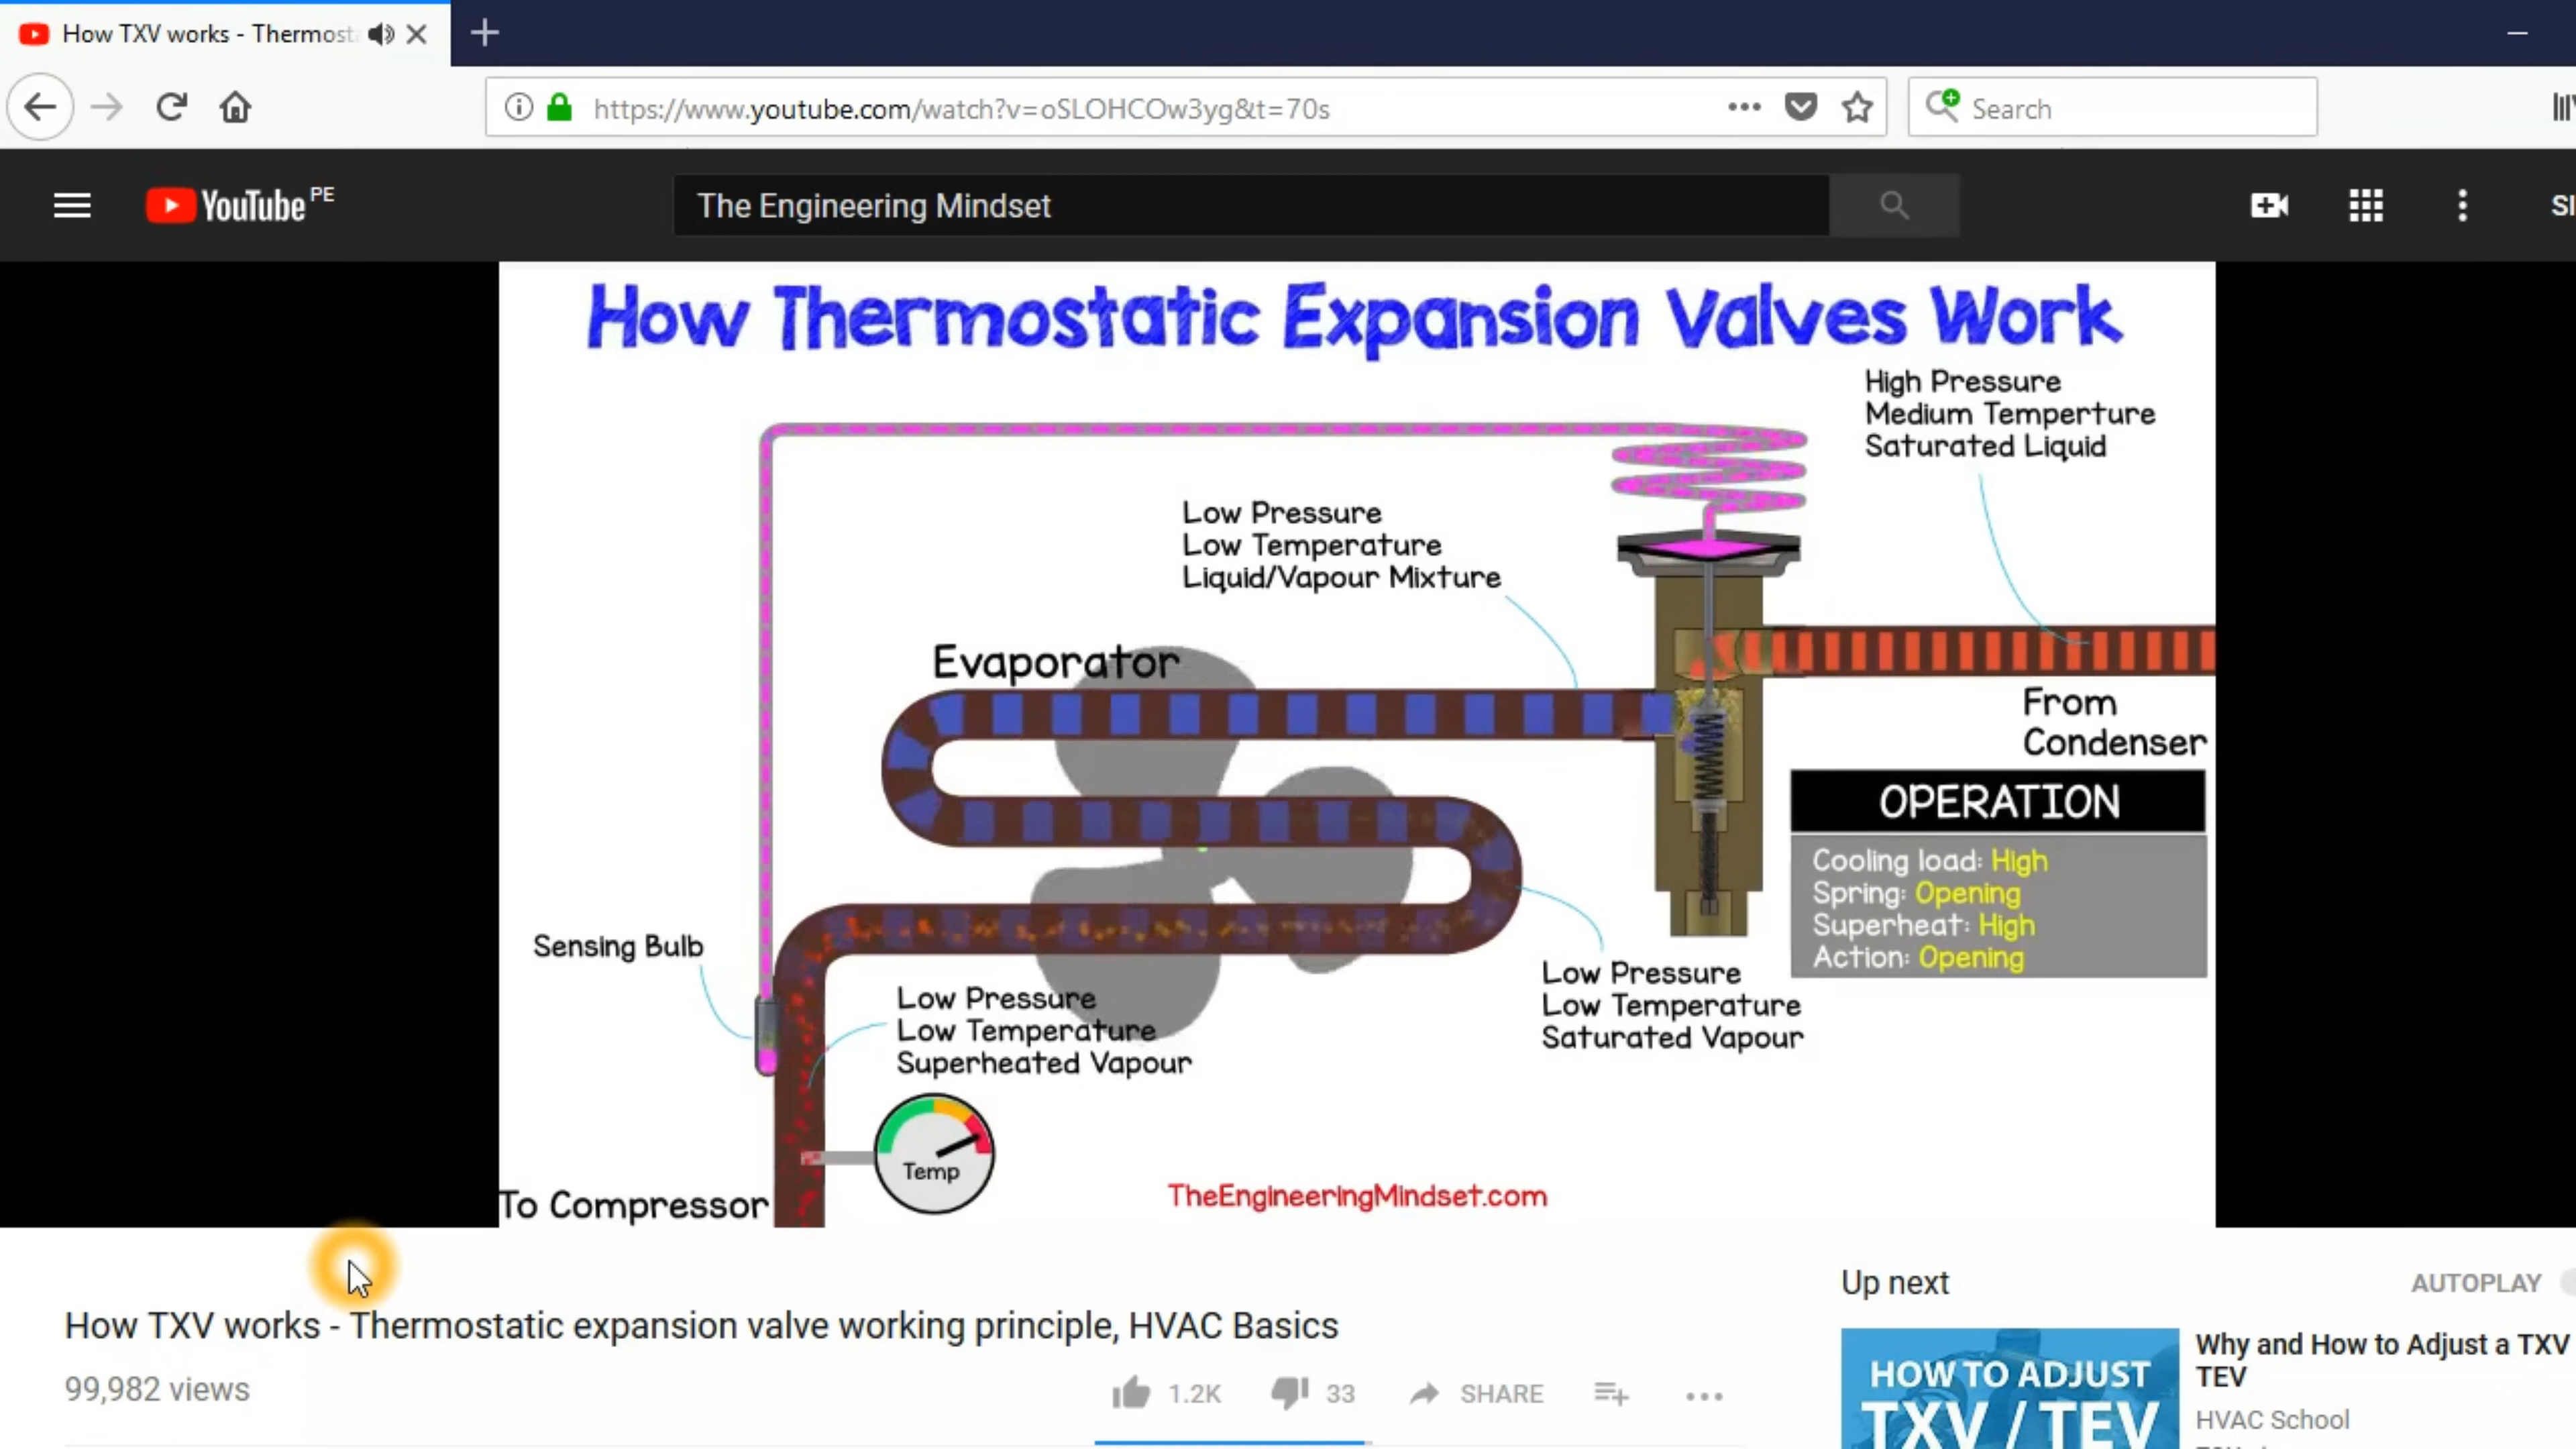 How TXV works - Thermost
https://www.youtube.com/watch?v=oSLOHCOw3yg&t=70s
Search
YouTube PE
The Engineering Mindset
SI
How Thermostatic Expansion Valves Work
High Pressure
Medium Temperture
Saturated Liquid
Low Pressure
Low Temperature
Liquid/Vapour Mixture
Evaporator
From
Condenser
OPERATION
Cooling load: High
Spring: Opening
Superheat: High
Action: Opening
Sensing Bulb
Low Pressure
Low Temperature
Superheated Vapour
Low Pressure
Low Temperature
Saturated Vapour
Temp
To Compressor
TheEngineeringMindset.com
How TXV works - Thermostatic expansion valve working principle, HVAC Basics
99,982 views
1.2K
33
SHARE
Up next
AUTOPLAY
HOW TO ADJUST
TXV / TEV
Why and How to Adjust a TXV
TEV
HVAC School